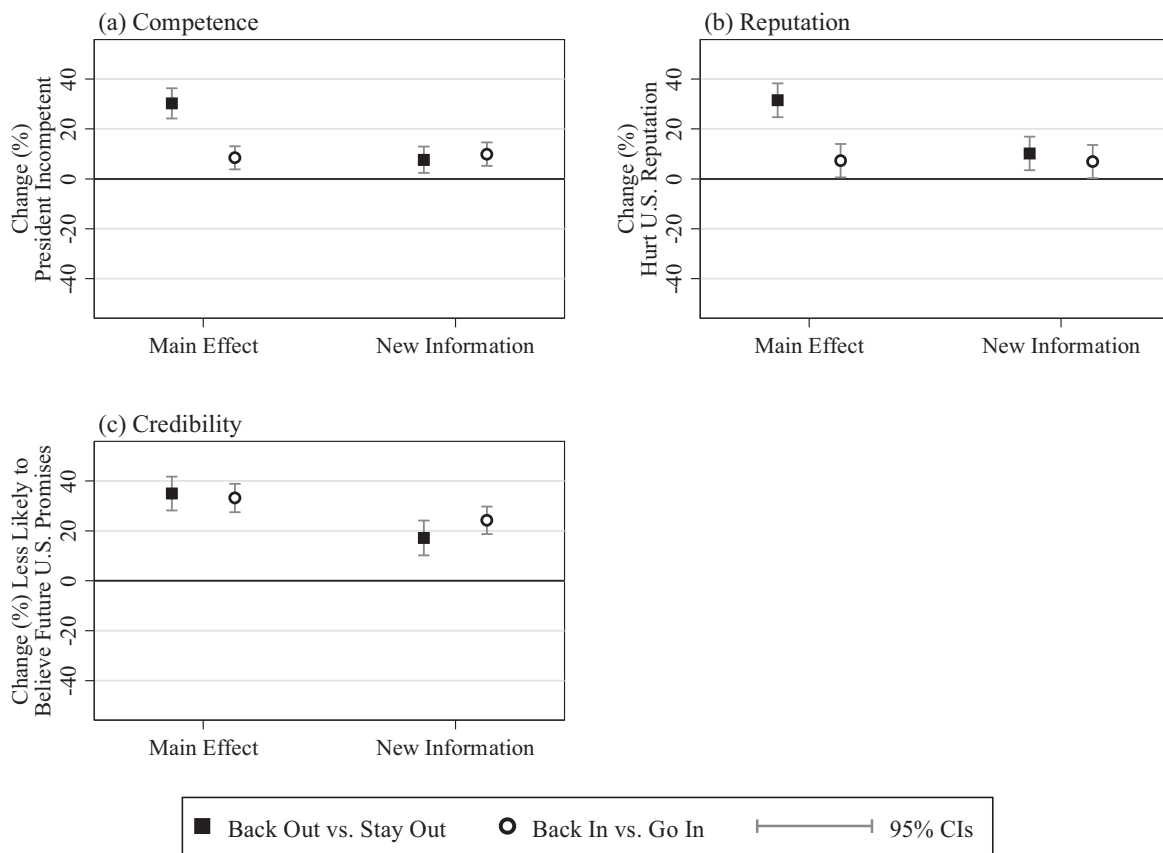 (a) Competence
Change (%)
President Incompetent
40
20
0
-20
-40
Main Effect
New Information
(b) Reputation
Change (%)
Hurt U.S. Reputation
40
20
0
-20
-40
Main Effect
New Information
(c) Credibility
Change (%) Less Likely to
Believe Future U.S. Promises
40
20
0
-20
-40
Main Effect
New Information
Back Out vs. Stay Out
Back In vs. Go In
95% CIs